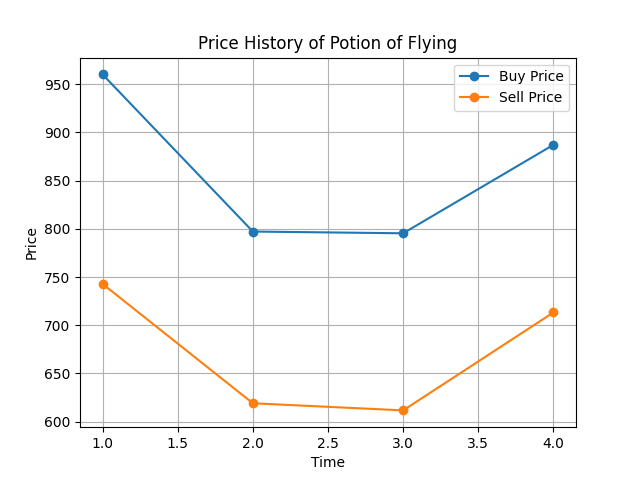 Price History of Potion of Flying
Buy Price
Sell Price
950
900
850
800
750
700
650
600
Price
1.0 1.5 2.0 2.5 3.0 3.5 4.0
Time